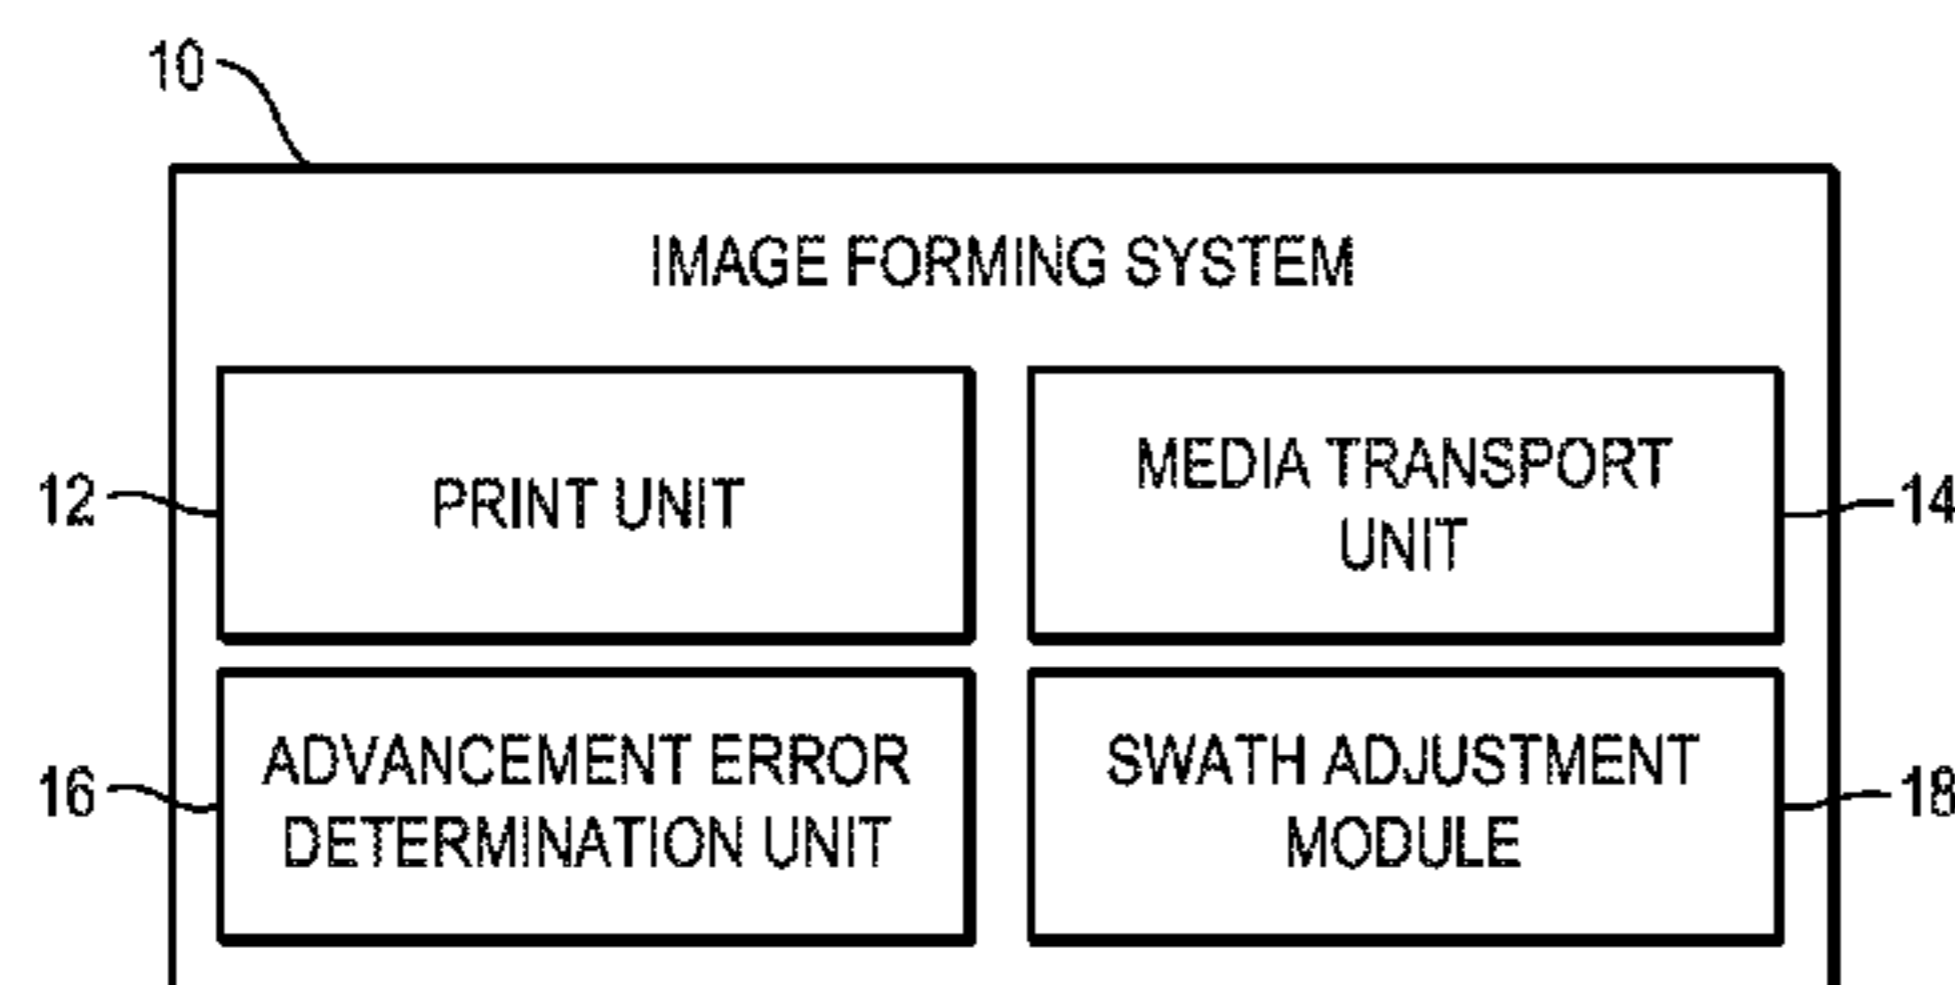 10
IMAGE FORMING SYSTEM
12
PRINT UNIT
MEDIA TRANSPORT
UNIT
14
16
ADVANCEMENT ERROR
DETERMINATION UNIT
SWATH ADJUSTMENT
MODULE
18